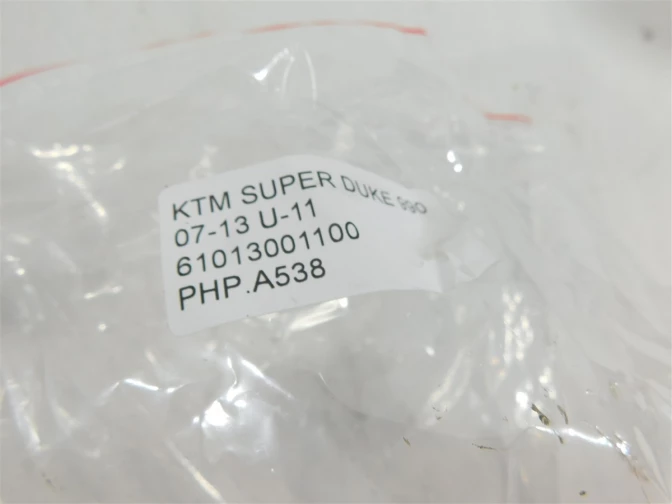 KTM SUPER DUKE 990
07-13 U-11
61013001100
PHP.A538